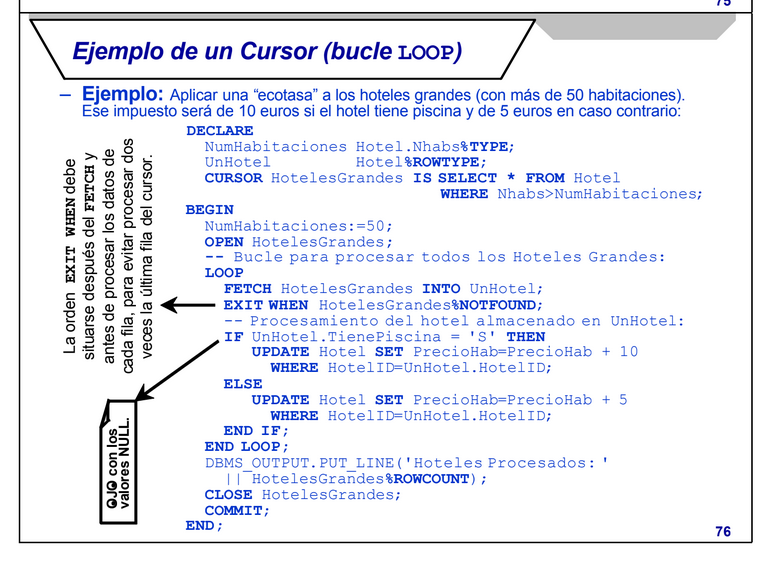 75
Ejemplo de un Cursor (bucle LOOP)
– Ejemplo: Aplicar una “ecotasa” a los hoteles grandes (con más de 50 habitaciones).
Ese impuesto será de 10 euros si el hotel tiene piscina y de 5 euros en caso contrario:
La orden EXIT WHEN debe
situarse después del FETCH y
antes de procesar los datos de
cada fila, para evitar procesar dos
veces la última fila del cursor.
DECLARE
NumHabitaciones Hotel.Nhabs%TYPE;
UnHotel Hotel%ROWTYPE;
CURSOR HotelesGrandes IS SELECT * FROM Hotel
WHERE Nhabs>NumHabitaciones;
BEGIN
NumHabitaciones:=50;
OPEN HotelesGrandes;
-- Bucle para procesar todos los Hoteles Grandes:
LOOP
FETCH HotelesGrandes INTO UnHotel;
EXIT WHEN HotelesGrandes%NOTFOUND;
-- Procesamiento del hotel almacenado en UnHotel:
IF UnHotel.TienePiscina = 'S' THEN
UPDATE Hotel SET PrecioHab=PrecioHab + 10
WHERE HotelID=UnHotel.HotelID;
ELSE
UPDATE Hotel SET PrecioHab=PrecioHab + 5
WHERE HotelID=UnHotel.HotelID;
END IF;
END LOOP;
DBMS_OUTPUT.PUT_LINE('Hoteles Procesados: '
|| HotelesGrandes%ROWCOUNT);
CLOSE HotelesGrandes;
COMMIT;
END;
OJO con los
valores NULL.
76